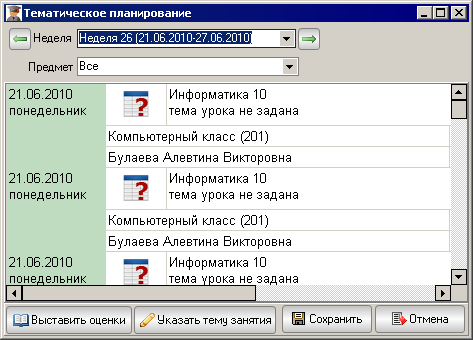 Тематическое планирование
Неделя Неделя 26 (21.06.2010-27.06.2010)
Предмет Все
21.06.2010 Информатика 10
понедельник тема урока не задана
Компьютерный класс (201)
Булаева Алевтина Викторовна
21.06.2010 Информатика 10
понедельник тема урока не задана
Компьютерный класс (201)
Булаева Алевтина Викторовна
21.06.2010 Информатика 10
понедельник тема урока не задана
Выставить оценки Указать тему занятия Сохранить Отмена